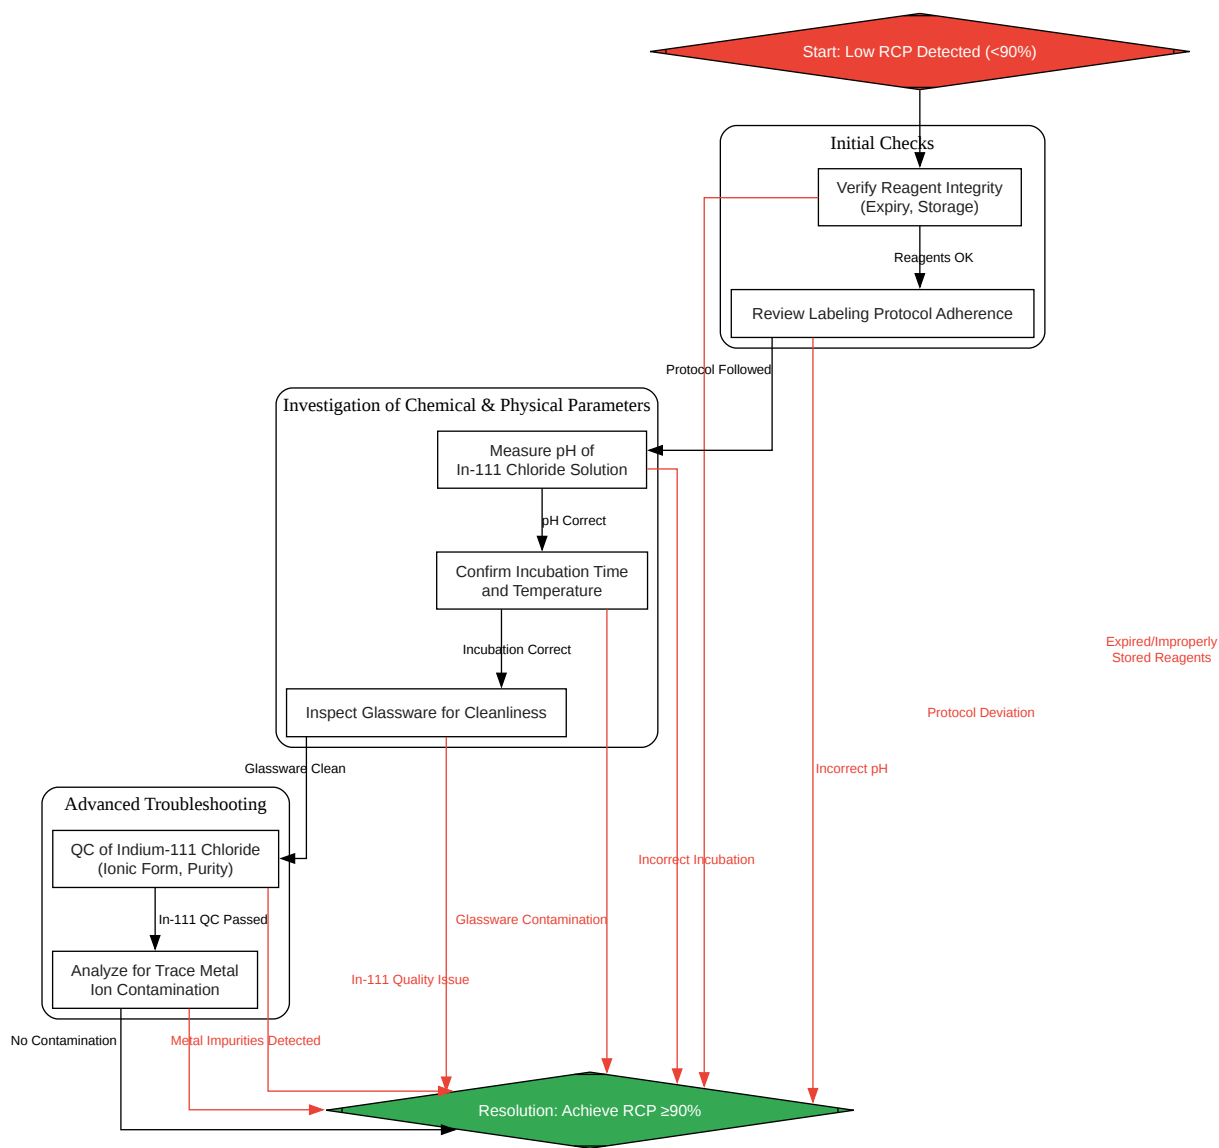 Start: Low RCP Detected (<90%)
Initial Checks
Verify Reagent Integrity
(Expiry, Storage)
Reagents OK
Review Labeling Protocol Adherence
Protocol Followed
Investigation of Chemical & Physical Parameters
Measure pH of
In-111 Chloride Solution
pH Correct
Confirm Incubation Time
and Temperature
Incubation Correct
Expired/Improperly
Stored Reagents
Inspect Glassware for Cleanliness
Protocol Deviation
Glassware Clean
Incorrect pH
Advanced Troubleshooting
QC of Indium-111 Chloride
(Ionic Form, Purity)
Incorrect Incubation
In-111 QC Passed
Glassware Contamination
Analyze for Trace Metal
Ion Contamination
In-111 Quality Issue
No Contamination
Metal Impurities Detected
Resolution: Achieve RCP ≥90%